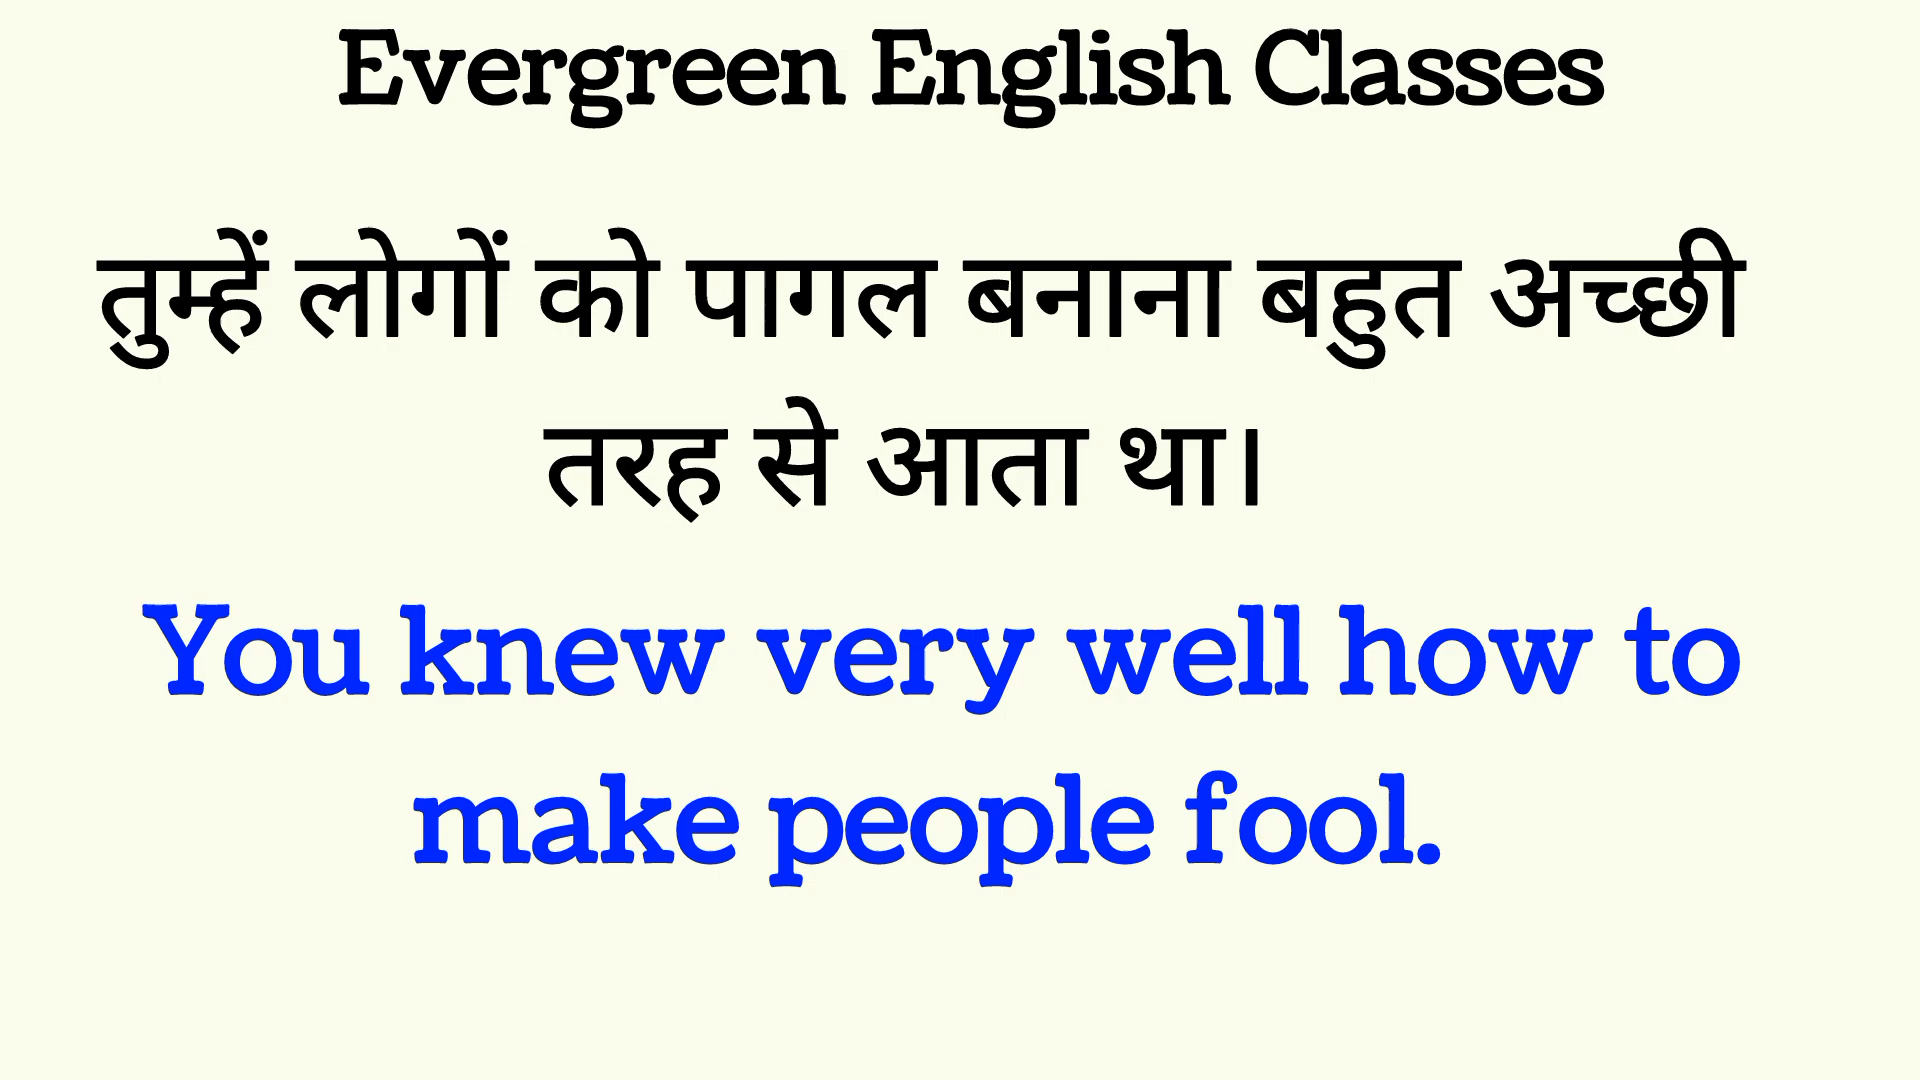 Evergreen English Classes
तुम्हें लोगों को पागल बनाना बहुत अच्छी
तरह से आता था।
You knew very well how to
make people fool.